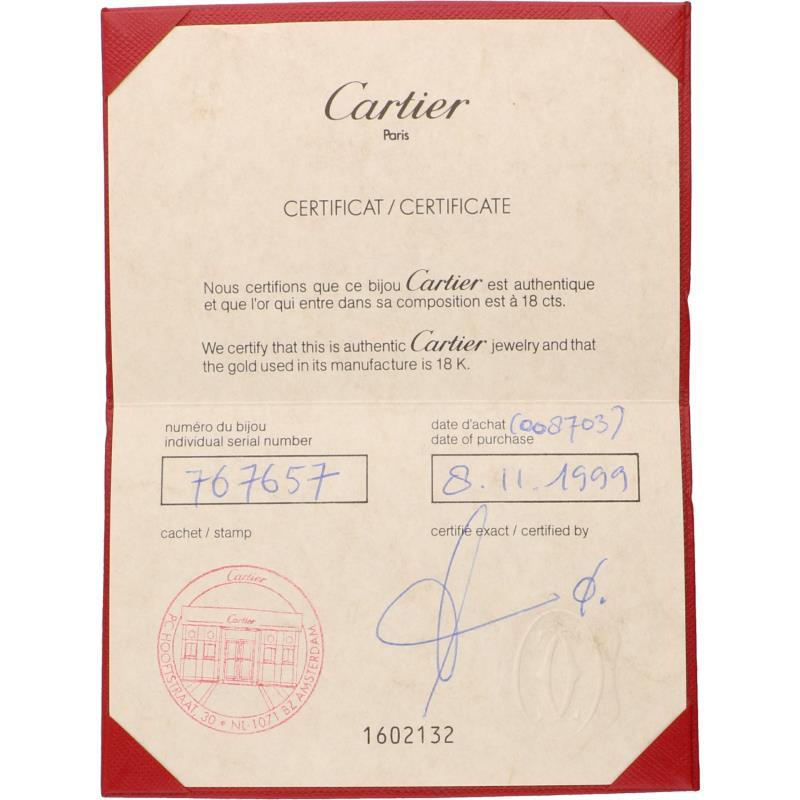 Cartier
Paris
CERTIFICAT / CERTIFICATE
Nous certifions que ce bijou Cartier est authentique
et que l'or qui entre dans sa composition est à 18 cts.
We certify that this is authentic Cartier jewelry and that
the gold used in its manufacture is 18 K.
numéro du bijou
individual serial number
767657
date d'achat (008703)
date of purchase
8.11.1999
cachet / stamp
certifié exact / certified by
Cartier
Cartier
PC HOOFTSTRAAT, 30 • NL-1071 BZ AMSTERDAM
1602132